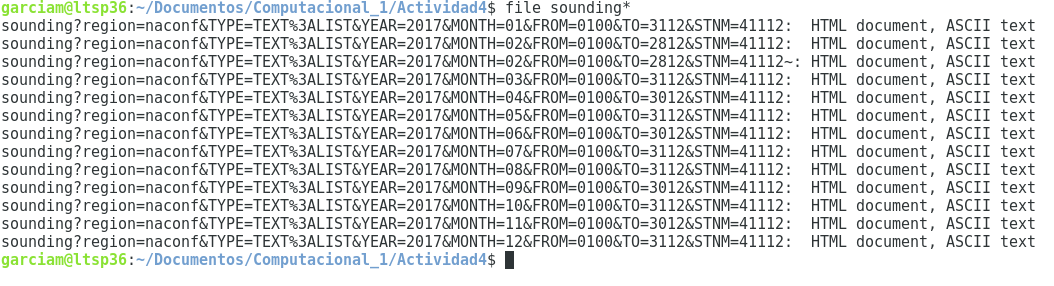 garciam@ltsp36:~/Documentos/Computacional_1/Actividad4$ file sounding*
sounding?region=naconf&TYPE=TEXT%3ALIST&YEAR=2017&MONTH=01&FROM=0100&TO=3112&STNM=41112:  HTML document, ASCII text
sounding?region=naconf&TYPE=TEXT%3ALIST&YEAR=2017&MONTH=02&FROM=0100&TO=2812&STNM=41112:  HTML document, ASCII text
sounding?region=naconf&TYPE=TEXT%3ALIST&YEAR=2017&MONTH=02&FROM=0100&TO=2812&STNM=41112~: HTML document, ASCII text
sounding?region=naconf&TYPE=TEXT%3ALIST&YEAR=2017&MONTH=03&FROM=0100&TO=3112&STNM=41112:  HTML document, ASCII text
sounding?region=naconf&TYPE=TEXT%3ALIST&YEAR=2017&MONTH=04&FROM=0100&TO=3012&STNM=41112:  HTML document, ASCII text
sounding?region=naconf&TYPE=TEXT%3ALIST&YEAR=2017&MONTH=05&FROM=0100&TO=3112&STNM=41112:  HTML document, ASCII text
sounding?region=naconf&TYPE=TEXT%3ALIST&YEAR=2017&MONTH=06&FROM=0100&TO=3012&STNM=41112:  HTML document, ASCII text
sounding?region=naconf&TYPE=TEXT%3ALIST&YEAR=2017&MONTH=07&FROM=0100&TO=3112&STNM=41112:  HTML document, ASCII text
sounding?region=naconf&TYPE=TEXT%3ALIST&YEAR=2017&MONTH=08&FROM=0100&TO=3112&STNM=41112:  HTML document, ASCII text
sounding?region=naconf&TYPE=TEXT%3ALIST&YEAR=2017&MONTH=09&FROM=0100&TO=3012&STNM=41112:  HTML document, ASCII text
sounding?region=naconf&TYPE=TEXT%3ALIST&YEAR=2017&MONTH=10&FROM=0100&TO=3112&STNM=41112:  HTML document, ASCII text
sounding?region=naconf&TYPE=TEXT%3ALIST&YEAR=2017&MONTH=11&FROM=0100&TO=3012&STNM=41112:  HTML document, ASCII text
sounding?region=naconf&TYPE=TEXT%3ALIST&YEAR=2017&MONTH=12&FROM=0100&TO=3112&STNM=41112:  HTML document, ASCII text
garciam@ltsp36:~/Documentos/Computacional_1/Actividad4$